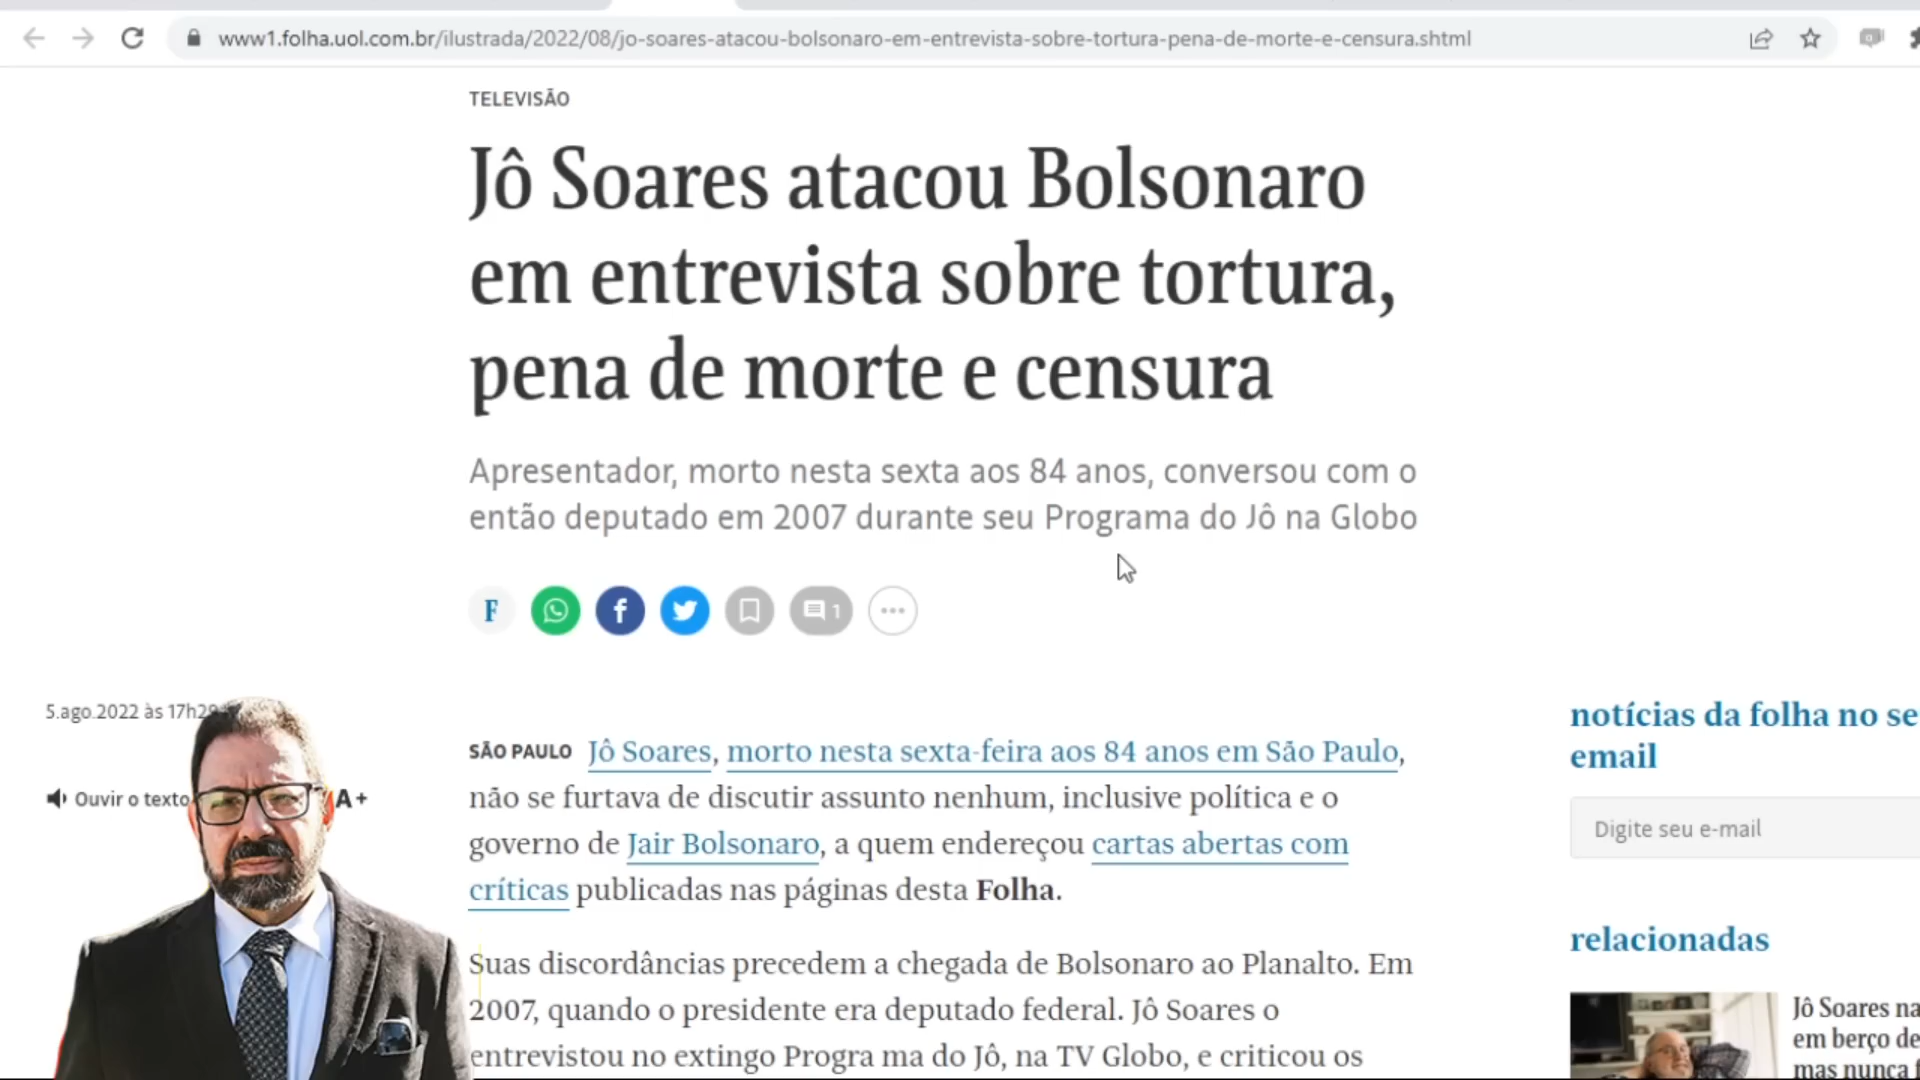 www1.folha.uol.com.br/ilustrada/2022/08/jo-soares-atacou-bolsonaro-em-entrevista-sobre-tortura-pena-de-morte-e-censura.shtml
TELEVISÃO
Jô Soares atacou Bolsonaro
em entrevista sobre tortura,
pena de morte e censura
Apresentador, morto nesta sexta aos 84 anos, conversou com o
então deputado em 2007 durante seu Programa do Jô na Globo
F
1
5.ago.2022 às 17h2
Ouvir o texto
A+
SÃO PAULO Jô Soares, morto nesta sexta-feira aos 84 anos em São Paulo,
não se furtava de discutir assunto nenhum, inclusive política e o
governo de Jair Bolsonaro, a quem endereçou cartas abertas com
críticas publicadas nas páginas desta Folha.
Suas discordâncias precedem a chegada de Bolsonaro ao Planalto. Em
2007, quando o presidente era deputado federal. Jô Soares o
entrevistou no extingo Progra ma do Jô, na TV Globo, e criticou os
notícias da folha no se
email
Digite seu e-mail
relacionadas
Jô Soares na
em berço de
mas nunca f